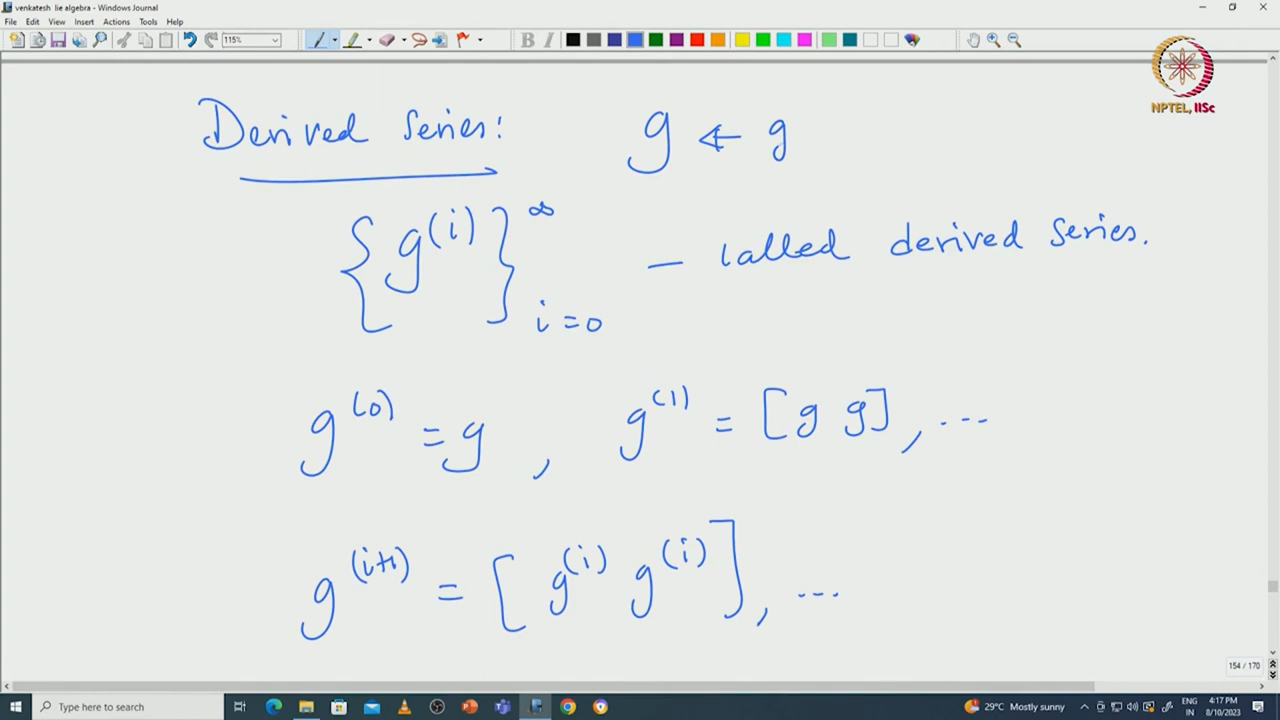 venkatesh lie algebra - Windows Journal
File Edit View Insert Actions Tools Help
115%
B I
NPTEL, IISc
Derived Series: g ← g
{g^(i)}^∞_{i=0} — called derived series.
g^(0) = g , g^(1) = [g g], ...
g^(i+1) = [g^(i) g^(i)], ...
154 / 170
Type here to search
29°C Mostly sunny
ENG
IN
4:17 PM
8/10/2023